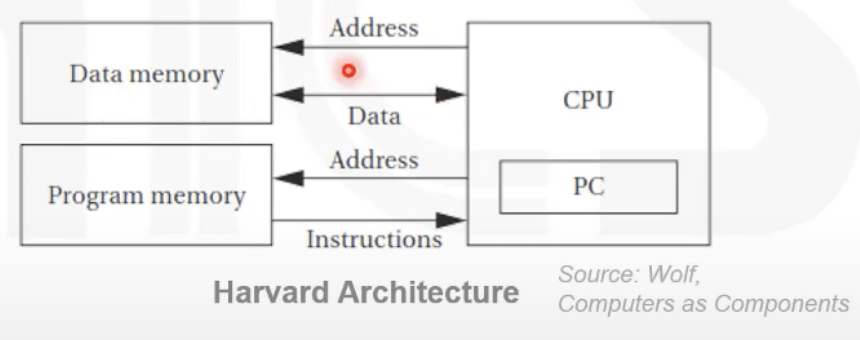 Address
Data memory
CPU
Data
Address
PC
Program memory
Instructions
Harvard Architecture
Source: Wolf,
Computers as Components